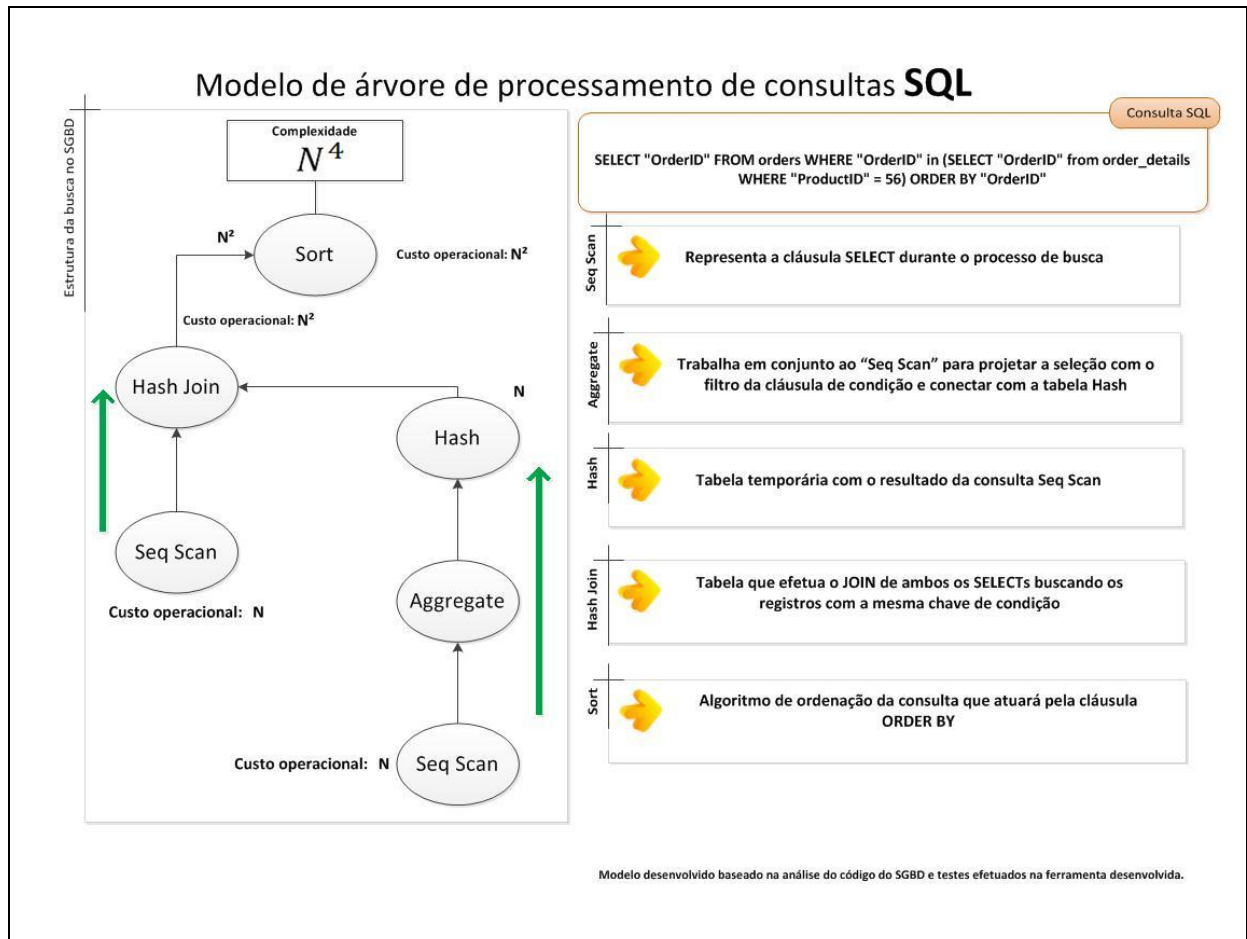 Modelo de árvore de processamento de consultas SQL
Estrutura da busca no SGBD
Complexidade
N⁴
N²
Sort
Custo operacional: N²
Custo operacional: N²
Hash Join
N
Hash
Seq Scan
Custo operacional: N
Aggregate
Custo operacional: N
Seq Scan
Consulta SQL
SELECT "OrderID" FROM orders WHERE "OrderID" in (SELECT "OrderID" from order_details
WHERE "ProductID" = 56) ORDER BY "OrderID"
Seq Scan
Representa a cláusula SELECT durante o processo de busca
Aggregate
Trabalha em conjunto ao “Seq Scan” para projetar a seleção com o
filtro da cláusula de condição e conectar com a tabela Hash
Hash
Tabela temporária com o resultado da consulta Seq Scan
Hash Join
Tabela que efetua o JOIN de ambos os SELECTs buscando os
registros com a mesma chave de condição
Sort
Algoritmo de ordenação da consulta que atuará pela cláusula
ORDER BY
Modelo desenvolvido baseado na análise do código do SGBD e testes efetuados na ferramenta desenvolvida.